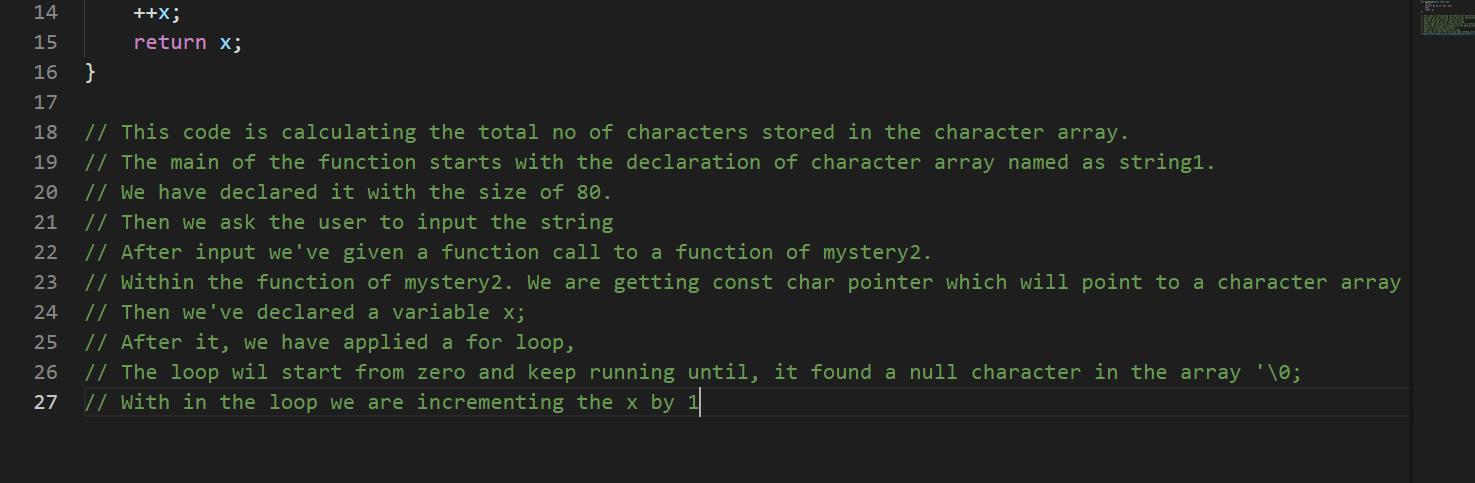 14 ++x;
15 return x;
16 }
17
18 // This code is calculating the total no of characters stored in the character array.
19 // The main of the function starts with the declaration of character array named as string1.
20 // We have declared it with the size of 80.
21 // Then we ask the user to input the string
22 // After input we've given a function call to a function of mystery2.
23 // Within the function of mystery2. We are getting const char pointer which will point to a character array
24 // Then we've declared a variable x;
25 // After it, we have applied a for loop,
26 // The loop wil start from zero and keep running until, it found a null character in the array '\0;
27 // With in the loop we are incrementing the x by 1